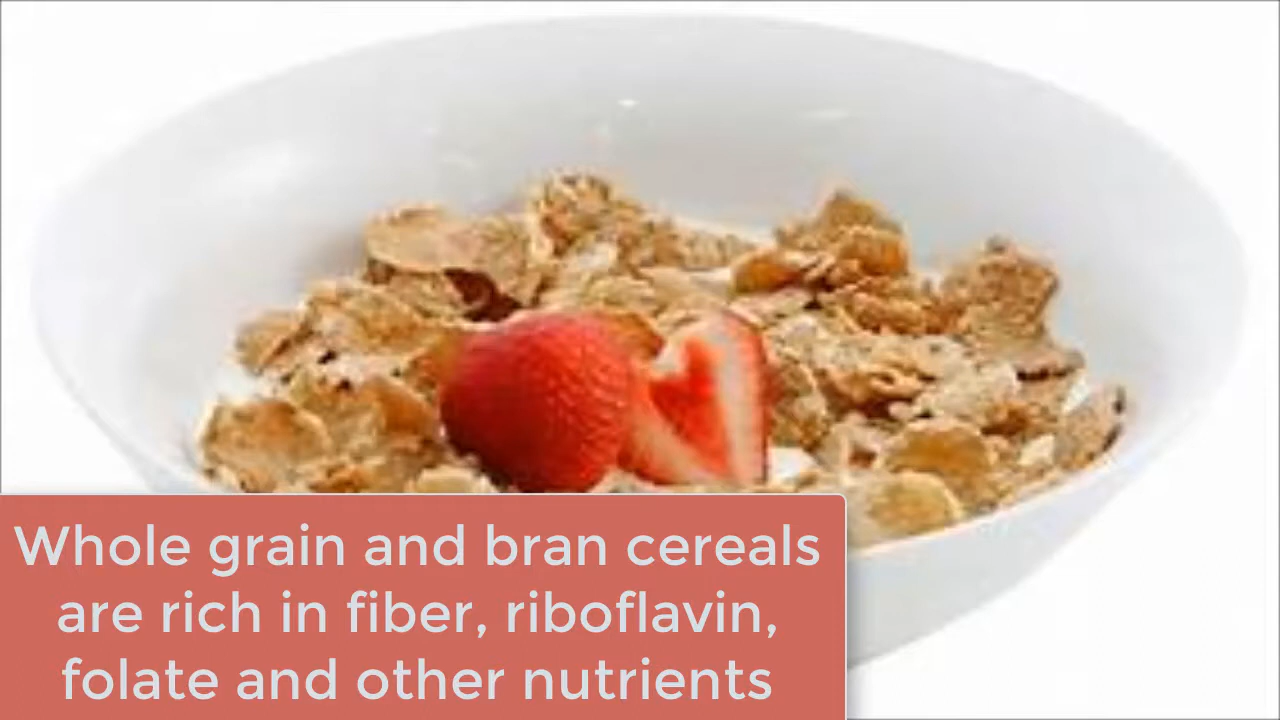 Whole grain and bran cereals
are rich in fiber, riboflavin,
folate and other nutrients